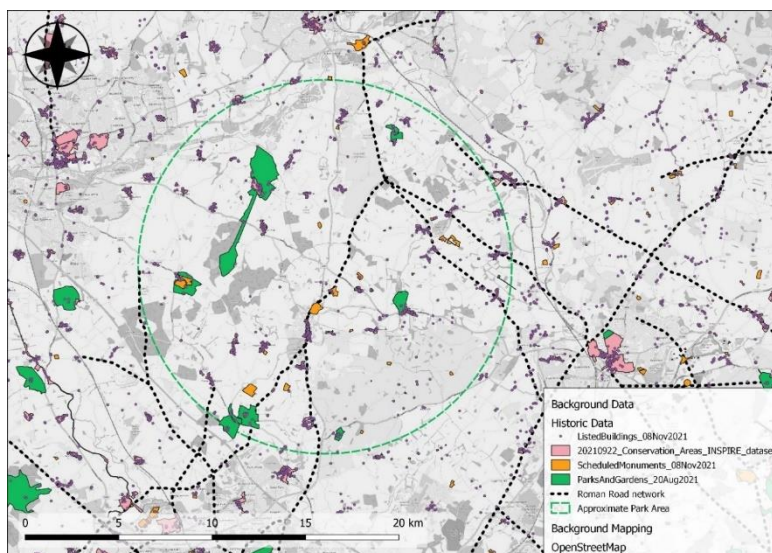 Background Data
Historic Data
ListedBuildings_08Nov2021
20210922_Conservation_Areas_INSPIRE_dataset
ScheduledMonuments_08Nov2021
ParksAndGardens_20Aug2021
Roman Road network
Approximate Park Area
Background Mapping
OpenStreetMap
0 5 10 15 20 km